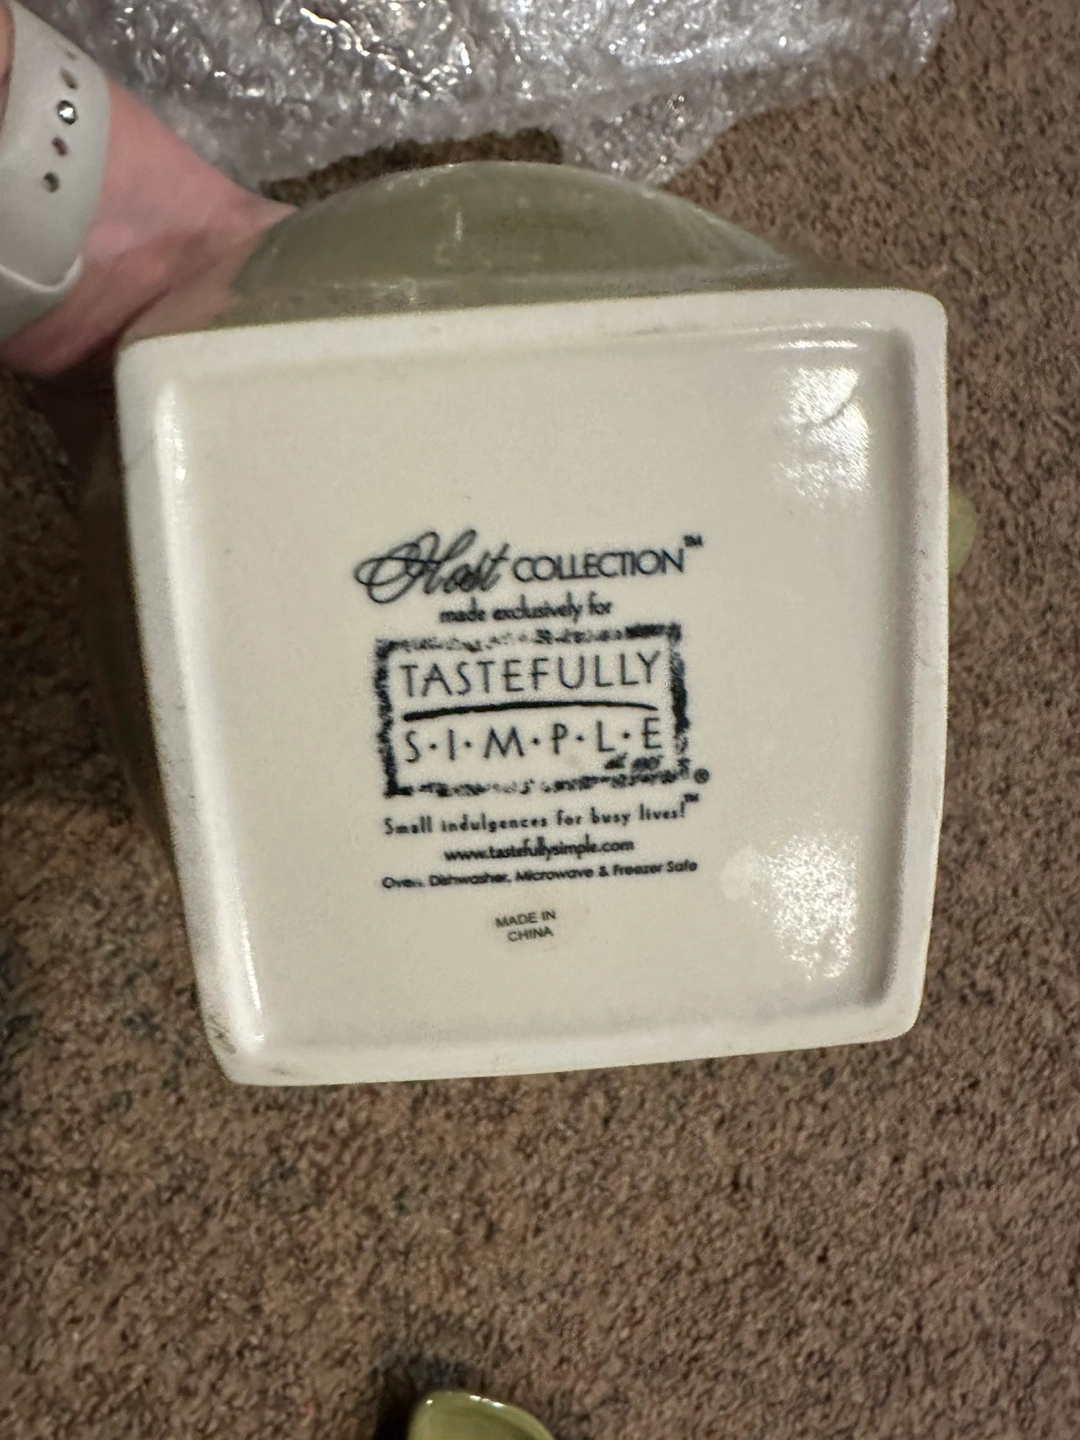 Host COLLECTION™
made exclusively for
TASTEFULLY
S·I·M·P·L·E
®
Small indulgences for busy lives!™
www.tastefullysimple.com
Oven, Dishwasher, Microwave & Freezer Safe
MADE IN
CHINA